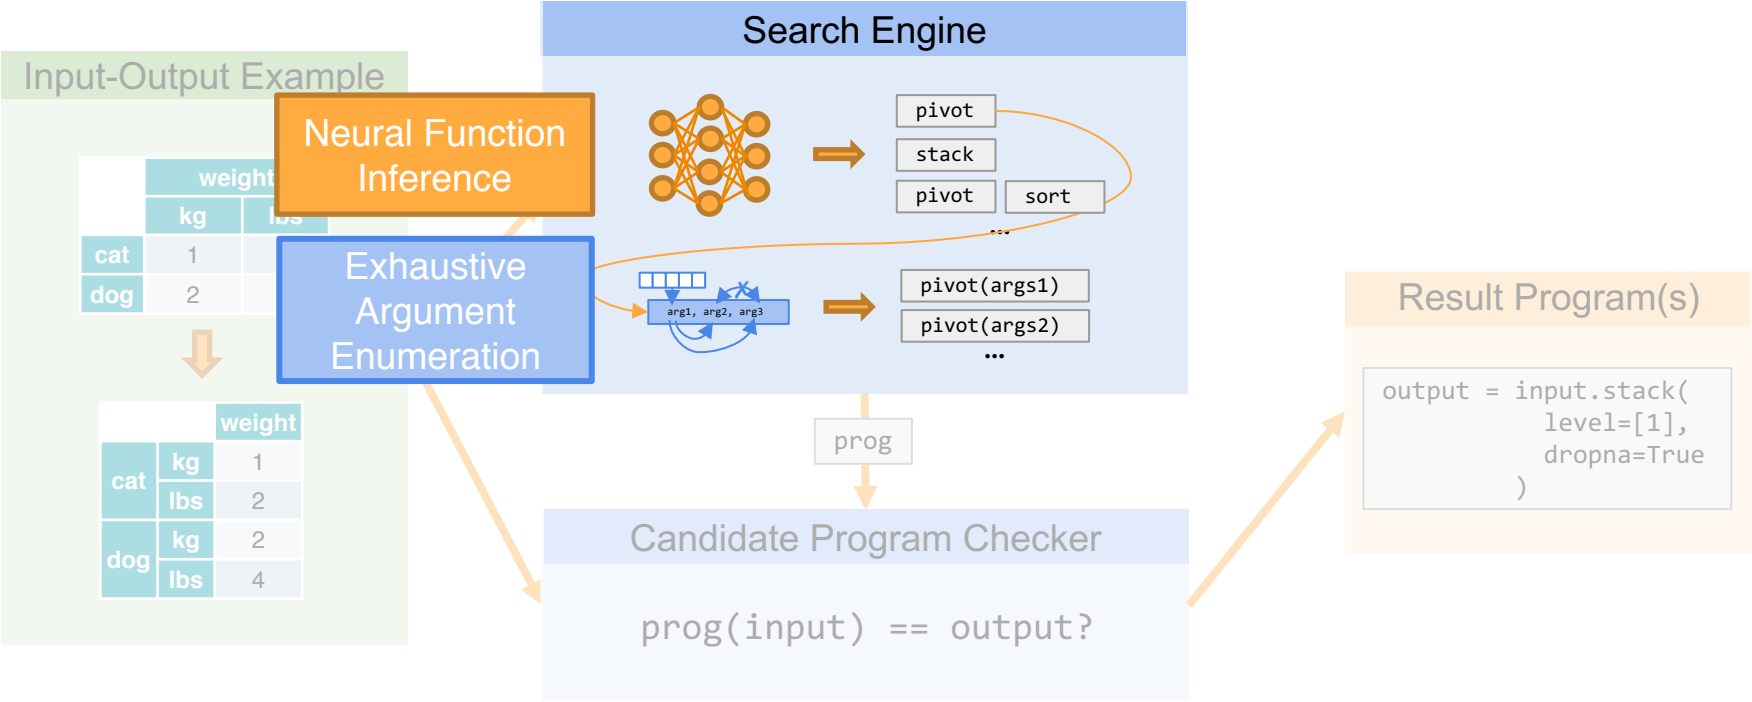 Input-Output Example
weight
kg lbs
cat 1
dog 2
weight
cat kg 1
lbs 2
dog kg 2
lbs 4
Neural Function
Inference
Exhaustive
Argument
Enumeration
Search Engine
pivot
stack
pivot sort
...
arg1, arg2, arg3
X
pivot(args1)
pivot(args2)
...
prog
Candidate Program Checker
prog(input) == output?
Result Program(s)
output = input.stack(
level=[1],
dropna=True
)